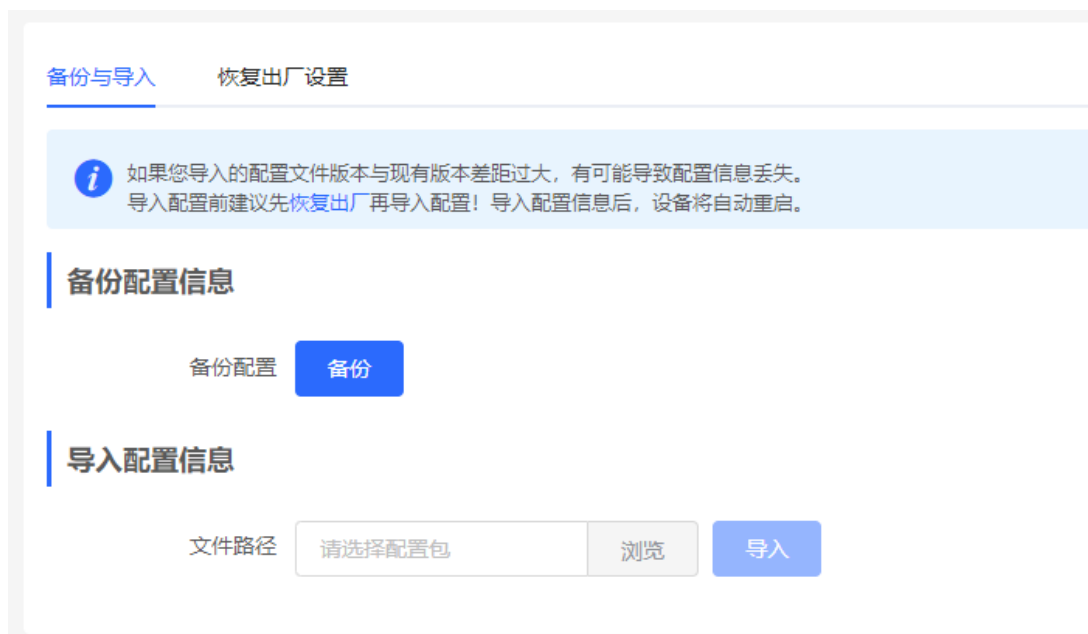 备份与导入 恢复出厂设置
如果您导入的配置文件版本与现有版本差距过大，有可能导致配置信息丢失。
导入配置前建议先恢复出厂再导入配置！导入配置信息后，设备将自动重启。
备份配置信息
备份配置 备份
导入配置信息
文件路径 请选择配置包 浏览 导入